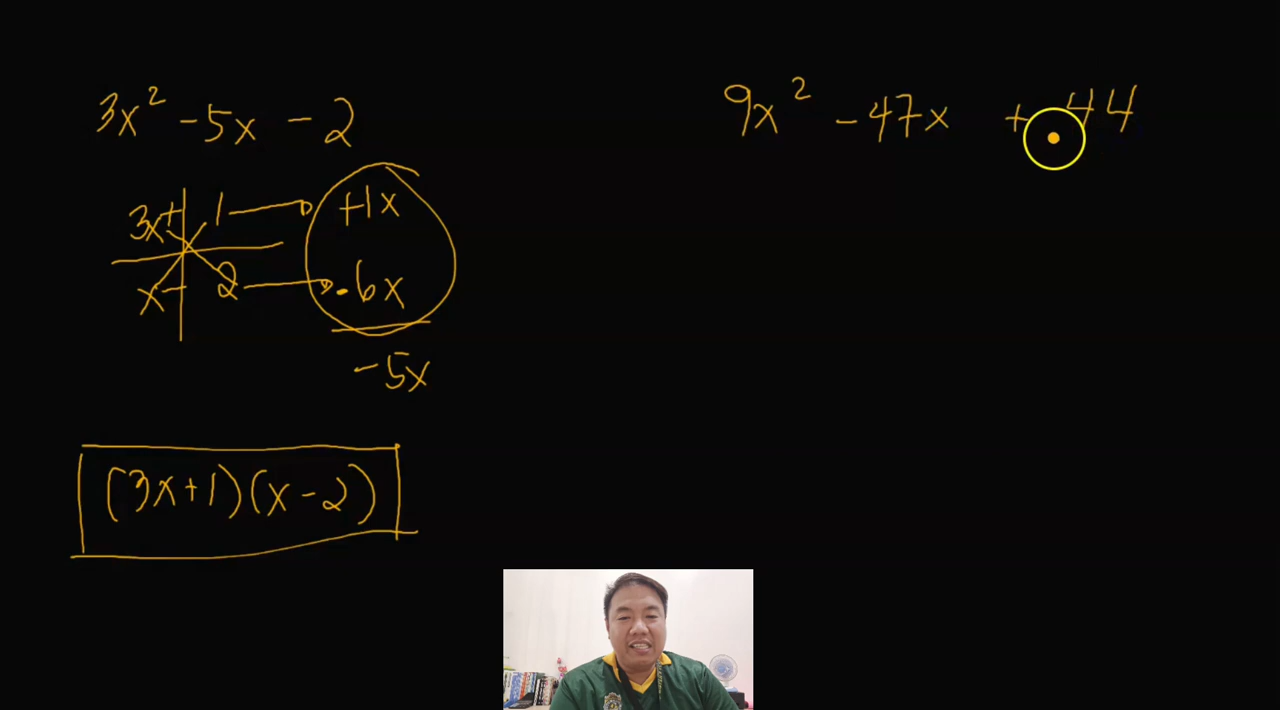 3x² - 5x - 2
3x + 1 → +1x
x - 2 → -6x
-5x
(3x+1)(x-2)
9x² - 47x + 44